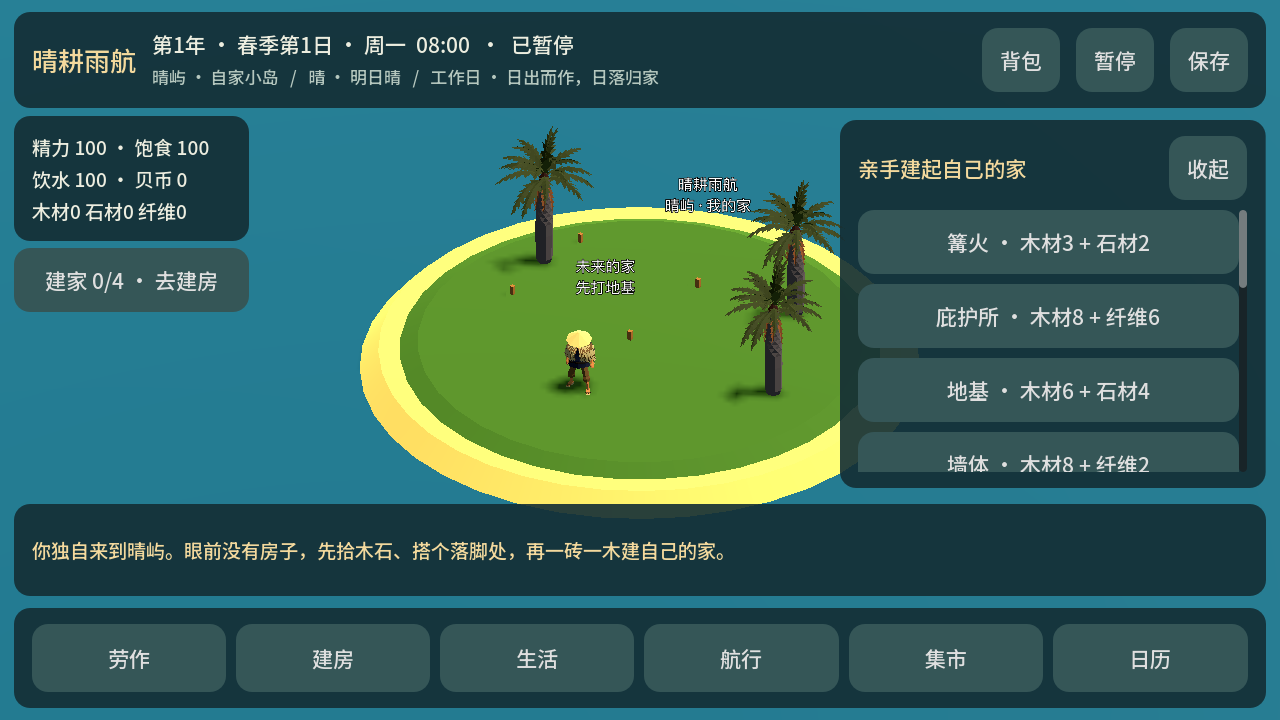 晴耕雨航
第1年 · 春季第1日 · 周一 08:00 · 已暂停
晴屿 · 自家小岛 / 晴 · 明日晴 / 工作日 · 日出而作，日落归家
背包
暂停
保存
精力 100 · 饱食 100
饮水 100 · 贝币 0
木材0 石材0 纤维0
建家 0/4 · 去建房
晴耕雨航
晴屿 · 我的家
未来的家
先打地基
亲手建起自己的家
收起
篝火 · 木材3 + 石材2
庇护所 · 木材8 + 纤维6
地基 · 木材6 + 石材4
墙体 · 木材8 + 纤维2
你独自来到晴屿。眼前没有房子，先拾木石、搭个落脚处，再一砖一木建自己的家。
劳作
建房
生活
航行
集市
日历